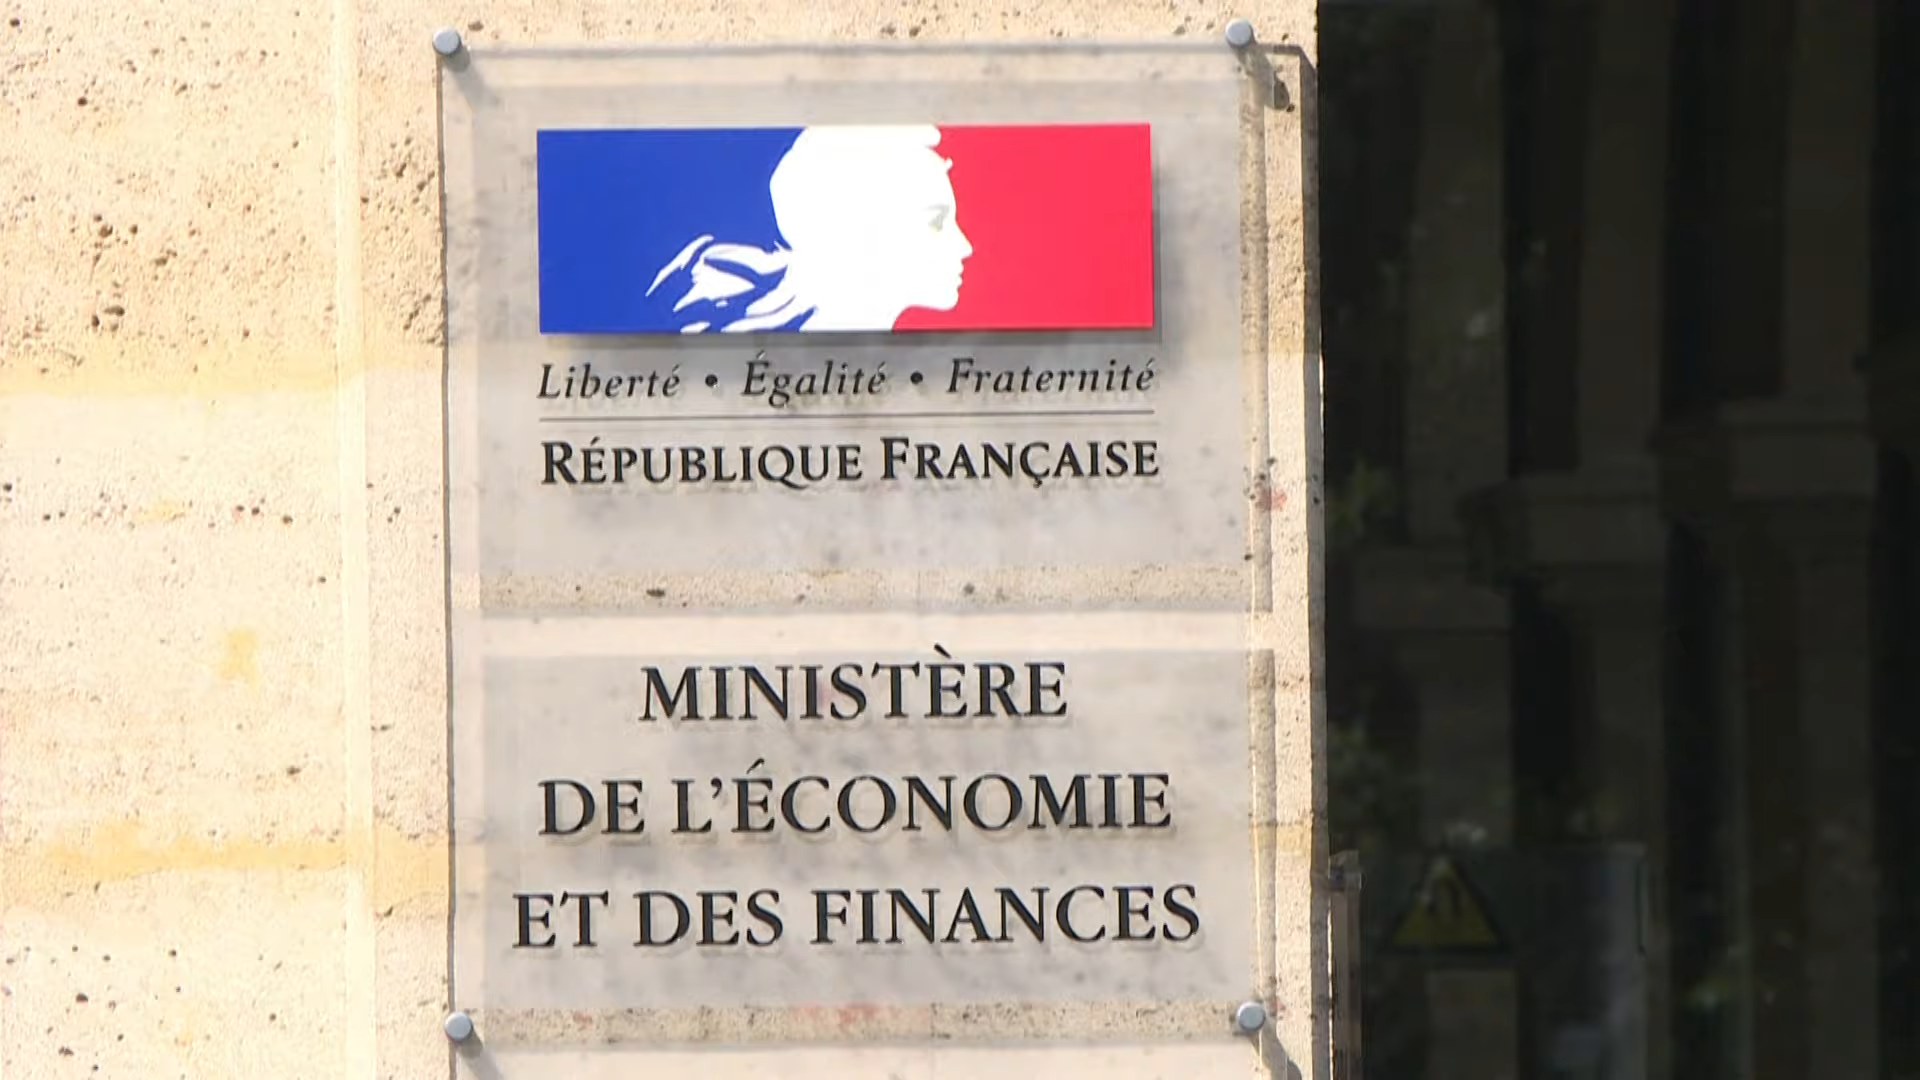 Liberté • Égalité • Fraternité
RÉPUBLIQUE FRANÇAISE
MINISTÈRE
DE L’ÉCONOMIE
ET DES FINANCES